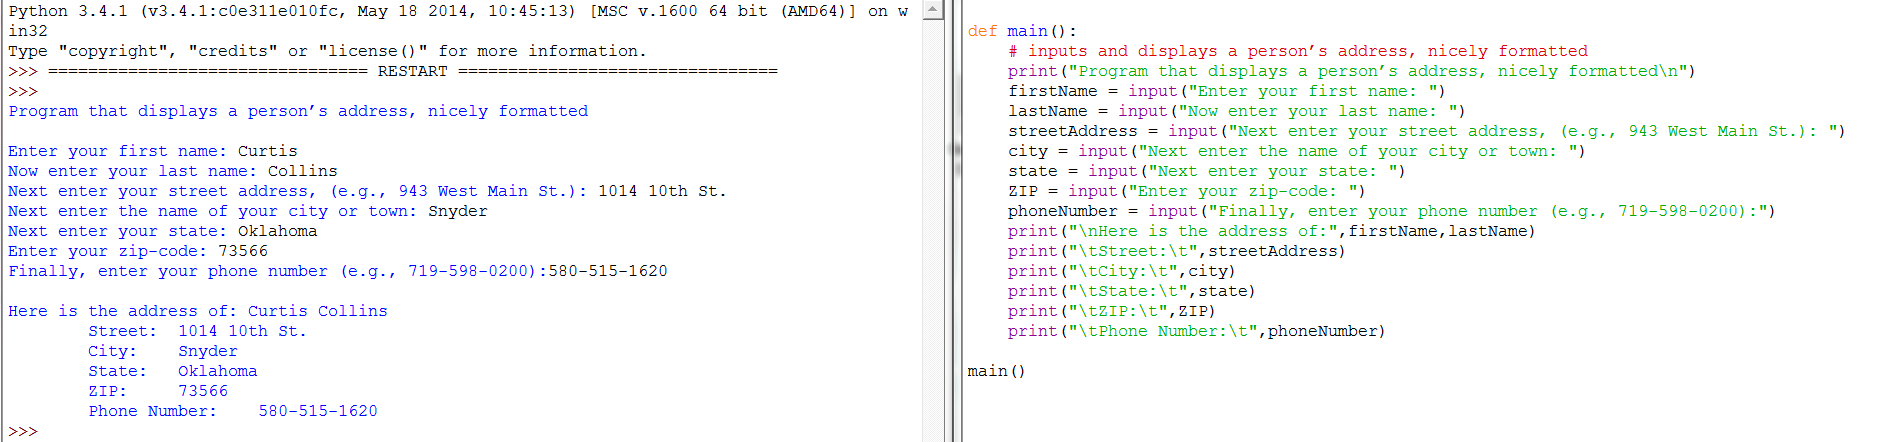 Python 3.4.1 (v3.4.1:c0e311e010fc, May 18 2014, 10:45:13) [MSC v.1600 64 bit (AMD64)] on w
in32
Type "copyright", "credits" or "license()" for more information.
>>> ================================ RESTART ================================
>>>
Program that displays a person’s address, nicely formatted

Enter your first name: Curtis
Now enter your last name: Collins
Next enter your street address, (e.g., 943 West Main St.): 1014 10th St.
Next enter the name of your city or town: Snyder
Next enter your state: Oklahoma
Enter your zip-code: 73566
Finally, enter your phone number (e.g., 719-598-0200):580-515-1620

Here is the address of: Curtis Collins
        Street:  1014 10th St.
        City:    Snyder
        State:   Oklahoma
        ZIP:     73566
        Phone Number:    580-515-1620
>>>
def main():
    # inputs and displays a person’s address, nicely formatted
    print("Program that displays a person’s address, nicely formatted\n")
    firstName = input("Enter your first name: ")
    lastName = input("Now enter your last name: ")
    streetAddress = input("Next enter your street address, (e.g., 943 West Main St.): ")
    city = input("Next enter the name of your city or town: ")
    state = input("Next enter your state: ")
    ZIP = input("Enter your zip-code: ")
    phoneNumber = input("Finally, enter your phone number (e.g., 719-598-0200):")
    print("\nHere is the address of:",firstName,lastName)
    print("\tStreet:\t",streetAddress)
    print("\tCity:\t",city)
    print("\tState:\t",state)
    print("\tZIP:\t",ZIP)
    print("\tPhone Number:\t",phoneNumber)

main()